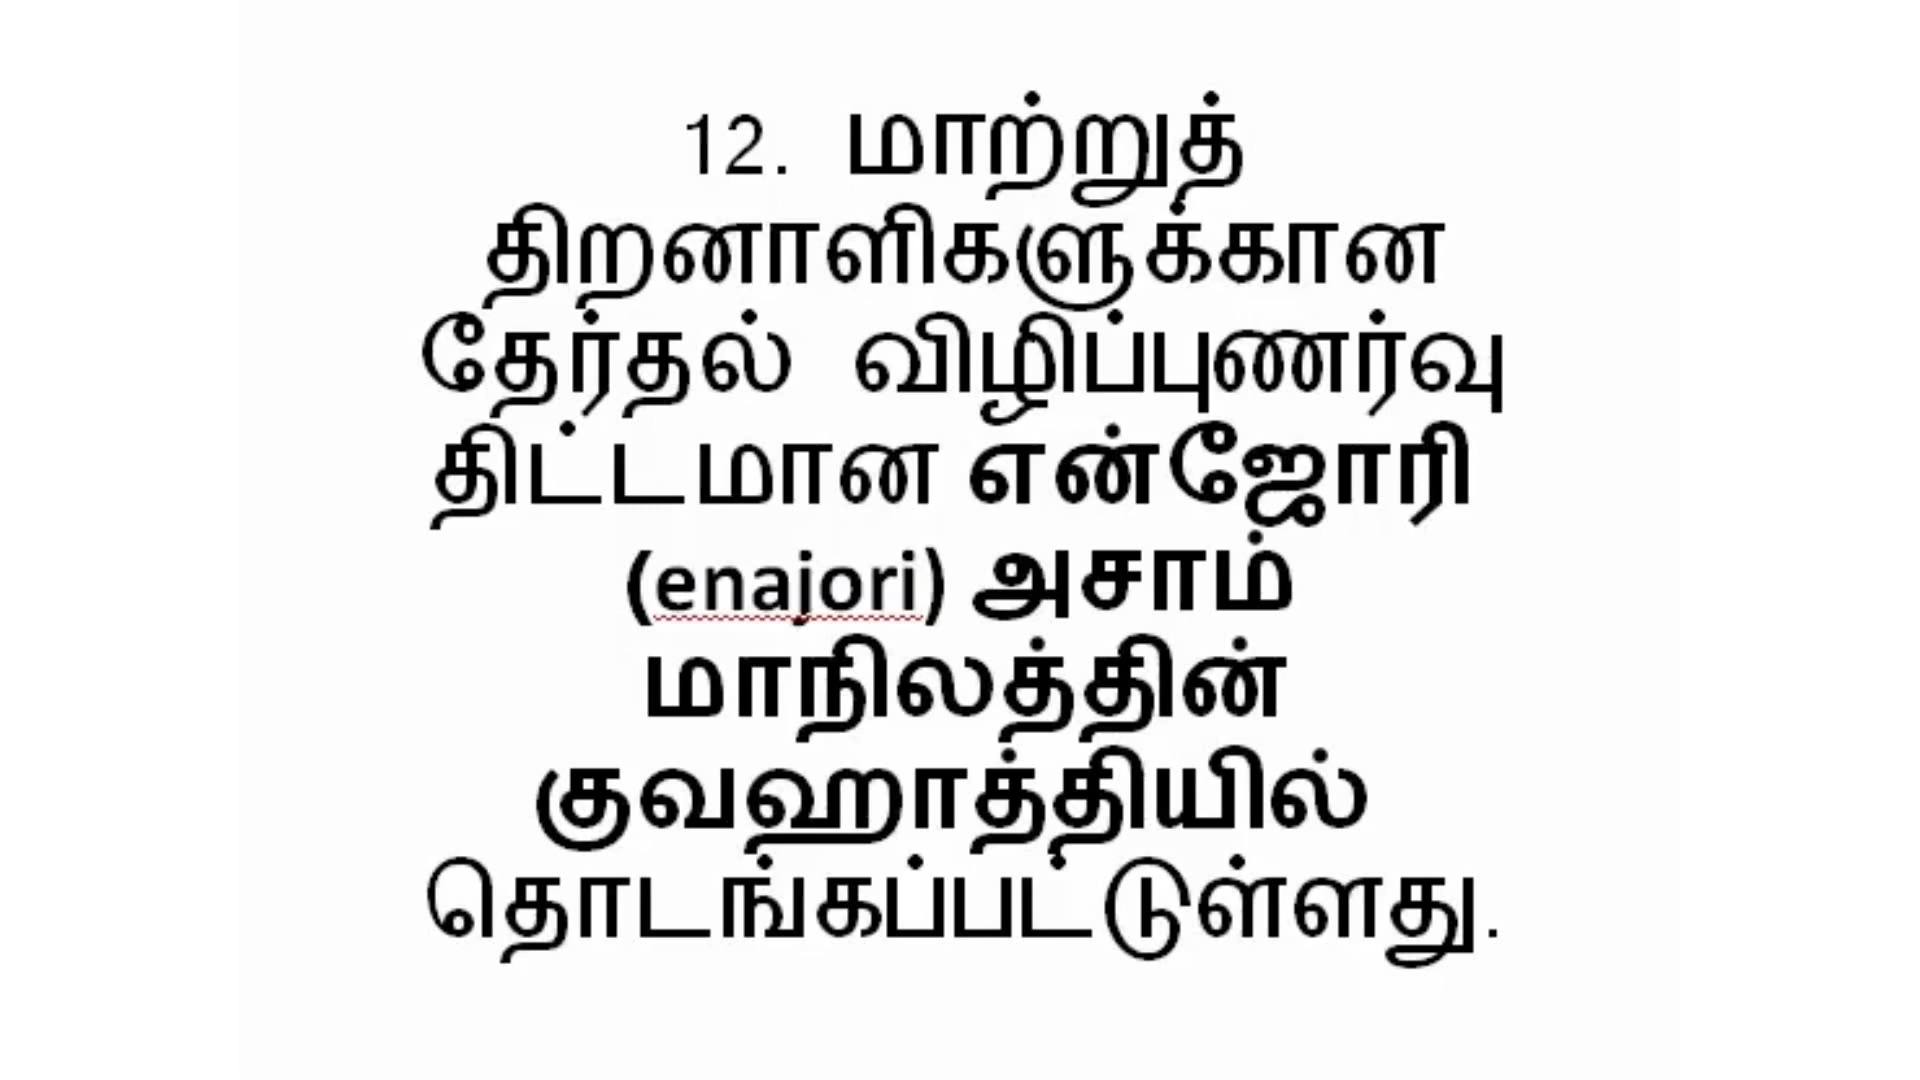 12. மாற்றுத்
திறனாளிகளுக்கான
தேர்தல் விழிப்புணர்வு
திட்டமான என்ஜோரி
(enajori) அசாம்
மாநிலத்தின்
குவஹாத்தியில்
தொடங்கப்பட்டுள்ளது.